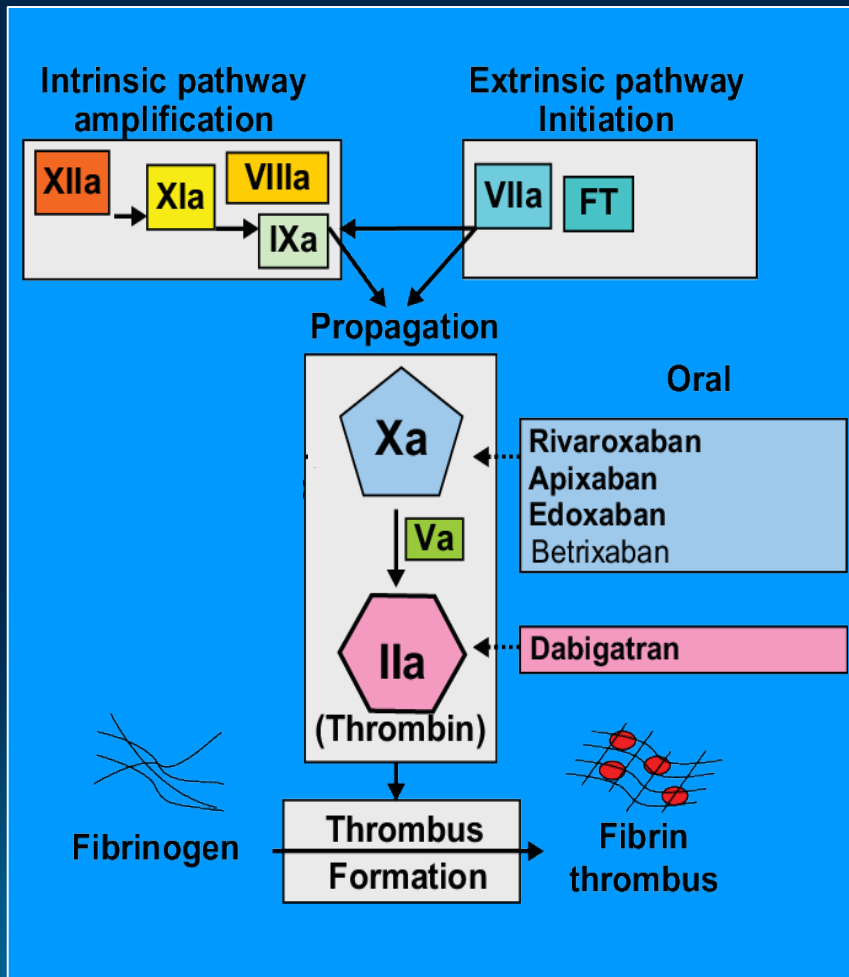 Intrinsic pathway
amplification
Extrinsic pathway
Initiation
XIIa
XIa
VIIIa
IXa
VIIa
FT
Propagation
Xa
Oral
Rivaroxaban
Apixaban
Edoxaban
Betrixaban
Va
IIa
Dabigatran
(Thrombin)
Fibrinogen
Thrombus
Formation
Fibrin
thrombus